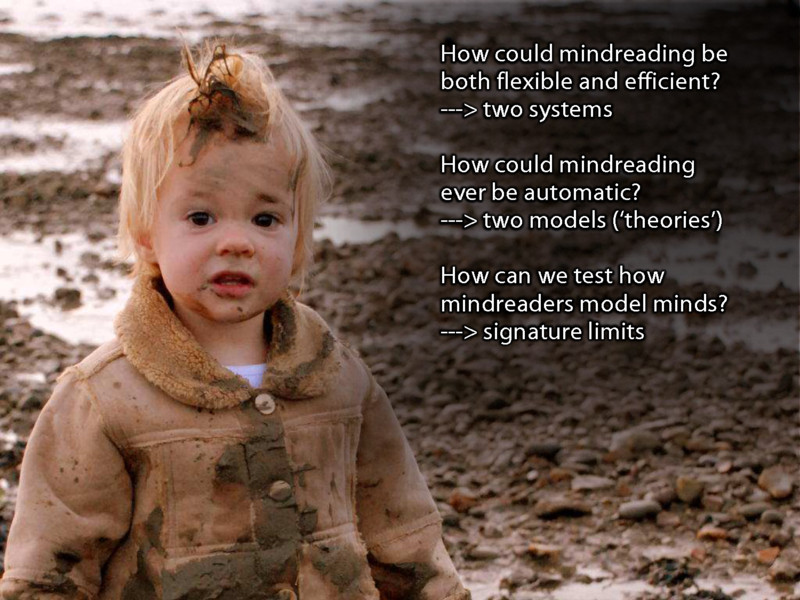 How could mindreading be
both flexible and efficient?
---> two systems
How could mindreading
ever be automatic?
---> two models (‘theories’)
How can we test how
mindreaders model minds?
---> signature limits